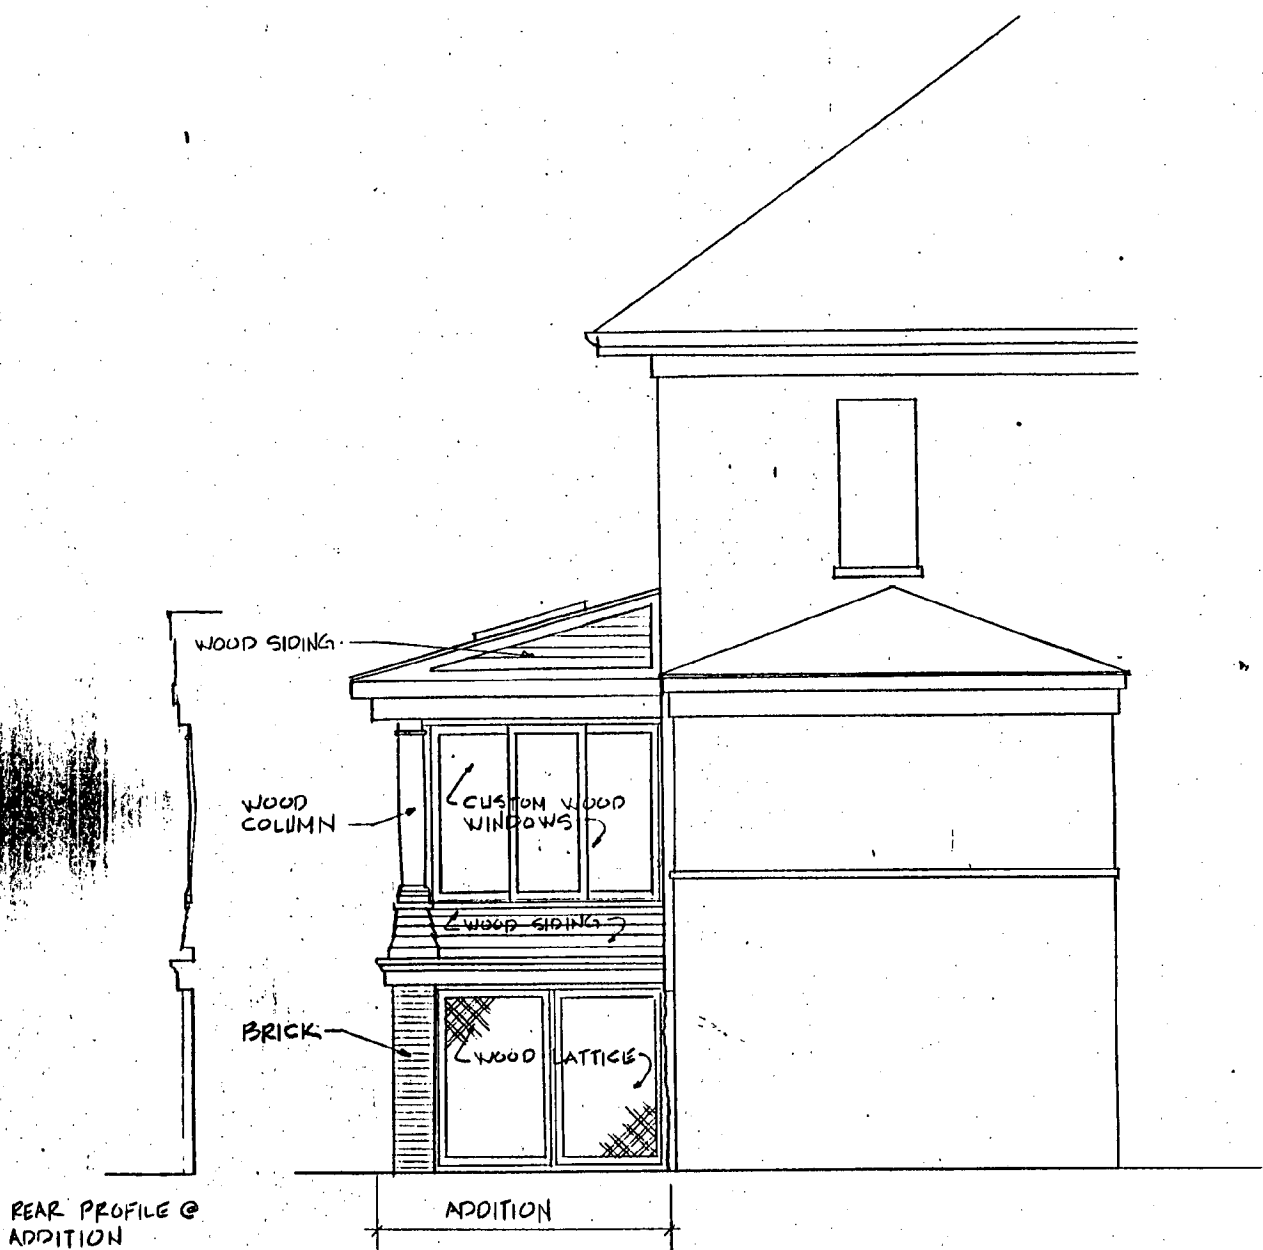 WOOD SIDING
WOOD
COLUMN
CUSTOM WOOD
WINDOWS
WOOD SIDING
BRICK
WOOD LATTICE
REAR PROFILE @
ADDITION
ADDITION